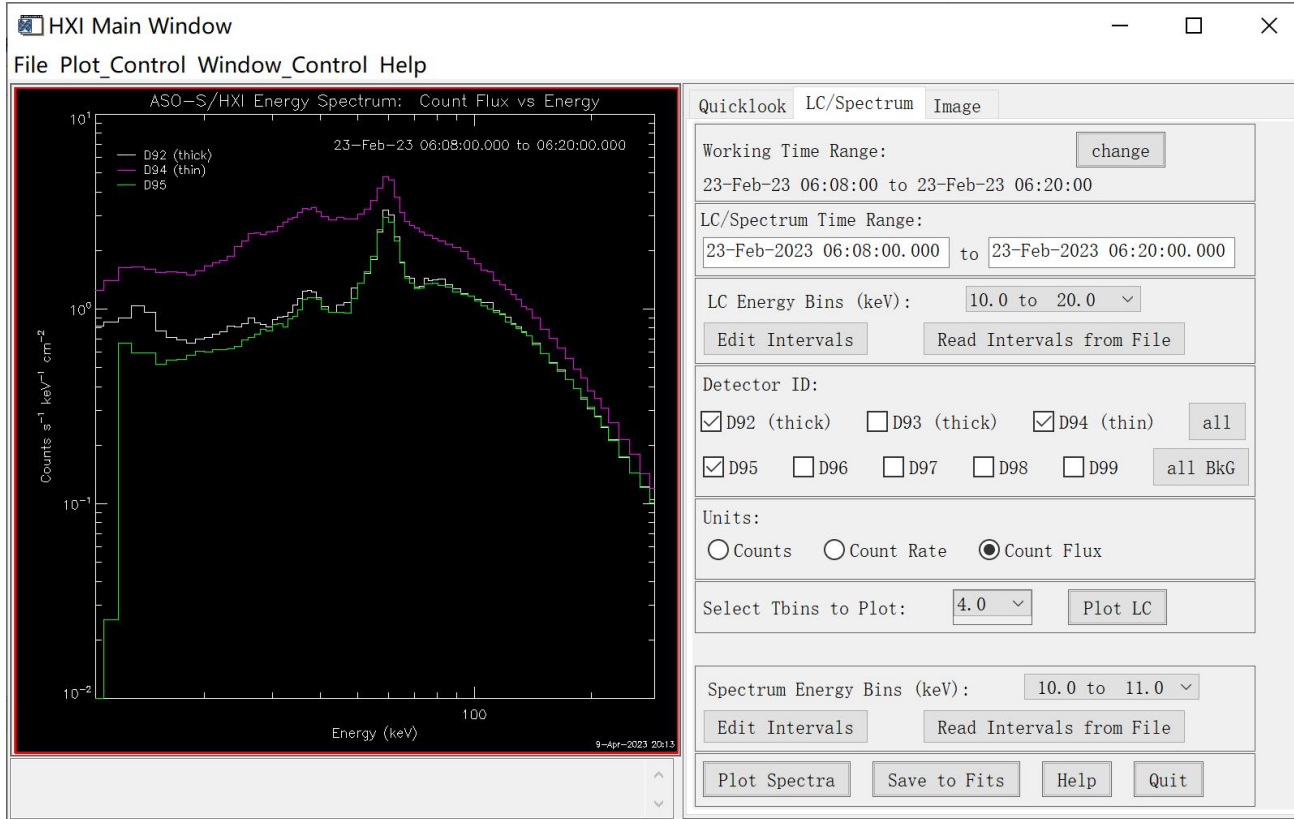 HXI Main Window
File Plot_Control Window_Control Help
ASO-S/HXI Energy Spectrum: Count Flux vs Energy
23-Feb-23 06:08:00.000 to 06:20:00.000
D92 (thick)
D94 (thin)
D95
10¹
10⁰
10⁻¹
10⁻²
Counts s⁻¹ keV⁻¹ cm⁻²
100
Energy (keV)
9-Apr-2023 20:13
Quicklook LC/Spectrum Image
Working Time Range: change
23-Feb-23 06:08:00 to 23-Feb-23 06:20:00
LC/Spectrum Time Range:
23-Feb-2023 06:08:00.000 to 23-Feb-2023 06:20:00.000
LC Energy Bins (keV): 10.0 to 20.0
Edit Intervals Read Intervals from File
Detector ID:
D92 (thick) D93 (thick) D94 (thin) all
D95 D96 D97 D98 D99 all BkG
Units:
Counts Count Rate Count Flux
Select Tbins to Plot: 4.0 Plot LC
Spectrum Energy Bins (keV): 10.0 to 11.0
Edit Intervals Read Intervals from File
Plot Spectra Save to Fits Help Quit